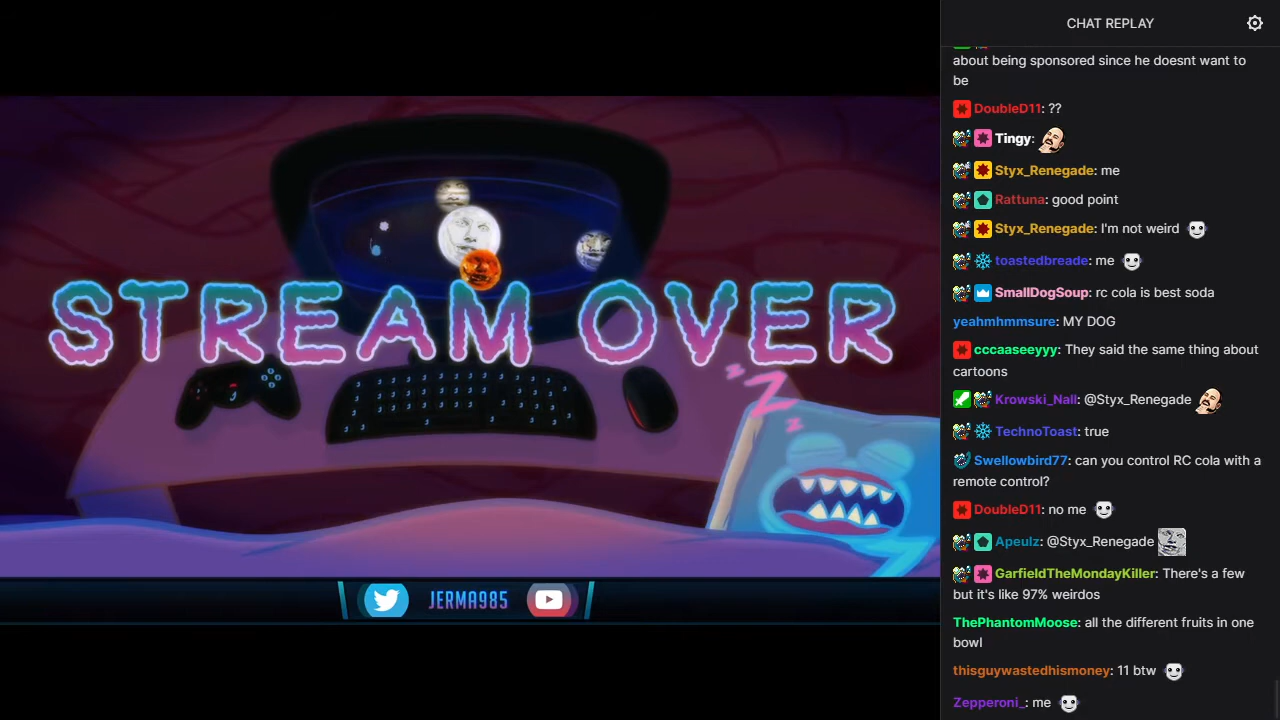 STREAM OVER
z
Z
z
JERMA985
CHAT REPLAY
about being sponsored since he doesnt want to
be
DoubleD11: ??
Tingy:
Styx_Renegade: me
Rattuna: good point
Styx_Renegade: I'm not weird
toastedbreade: me
SmallDogSoup: rc cola is best soda
yeahmhmmsure: MY DOG
cccaaseeyyy: They said the same thing about
cartoons
Krowski_Nall: @Styx_Renegade
TechnoToast: true
Swellowbird77: can you control RC cola with a
remote control?
DoubleD11: no me
Apeulz: @Styx_Renegade
GarfieldTheMondayKiller: There's a few
but it's like 97% weirdos
ThePhantomMoose: all the different fruits in one
bowl
thisguywastedhismoney: 11 btw
Zepperoni_: me